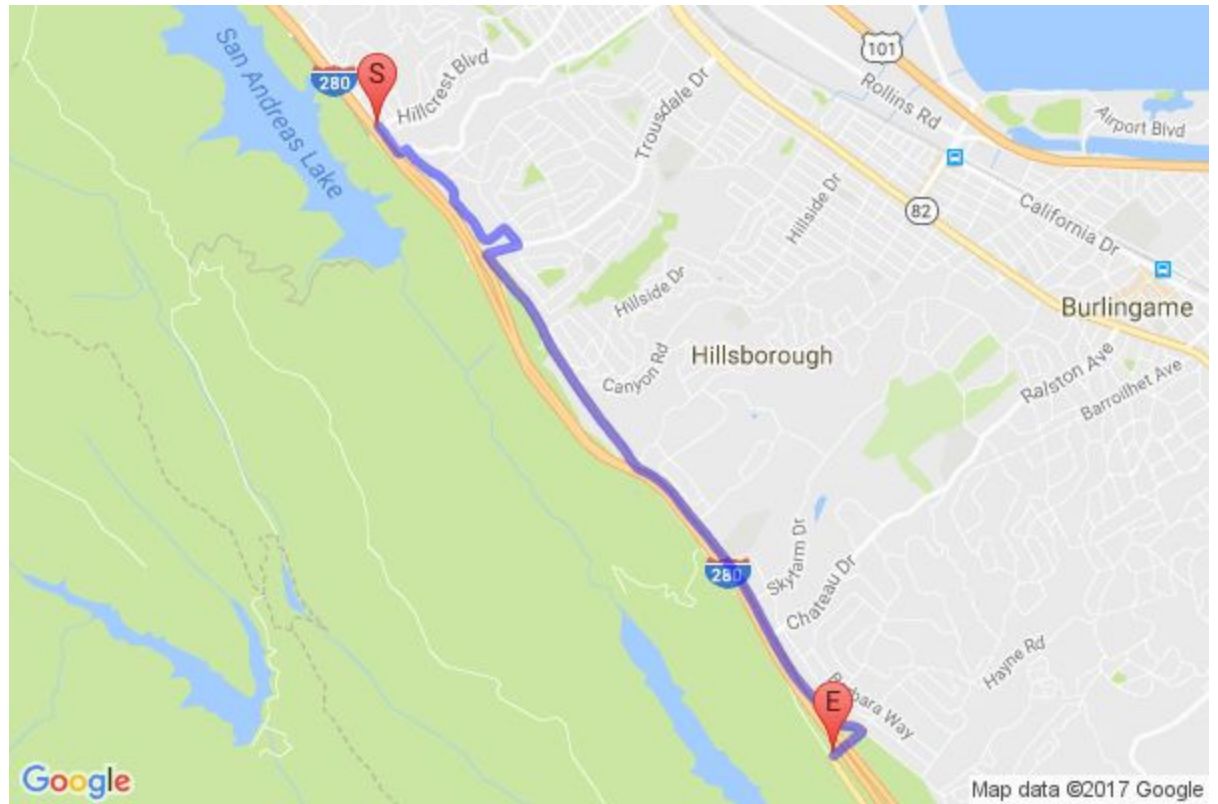 San Andreas Lake
280
S
Hillcrest Blvd
Trousdale Dr
101
Rollins Rd
Airport Blvd
82
California Dr
Hillside Dr
Hillside Dr
Burlingame
Hillsborough
Canyon Rd
Ralston Ave
Barroilhet Ave
280
Skyfarm Dr
Chateau Dr
Hayne Rd
E
Way
Google
Map data ©2017 Google